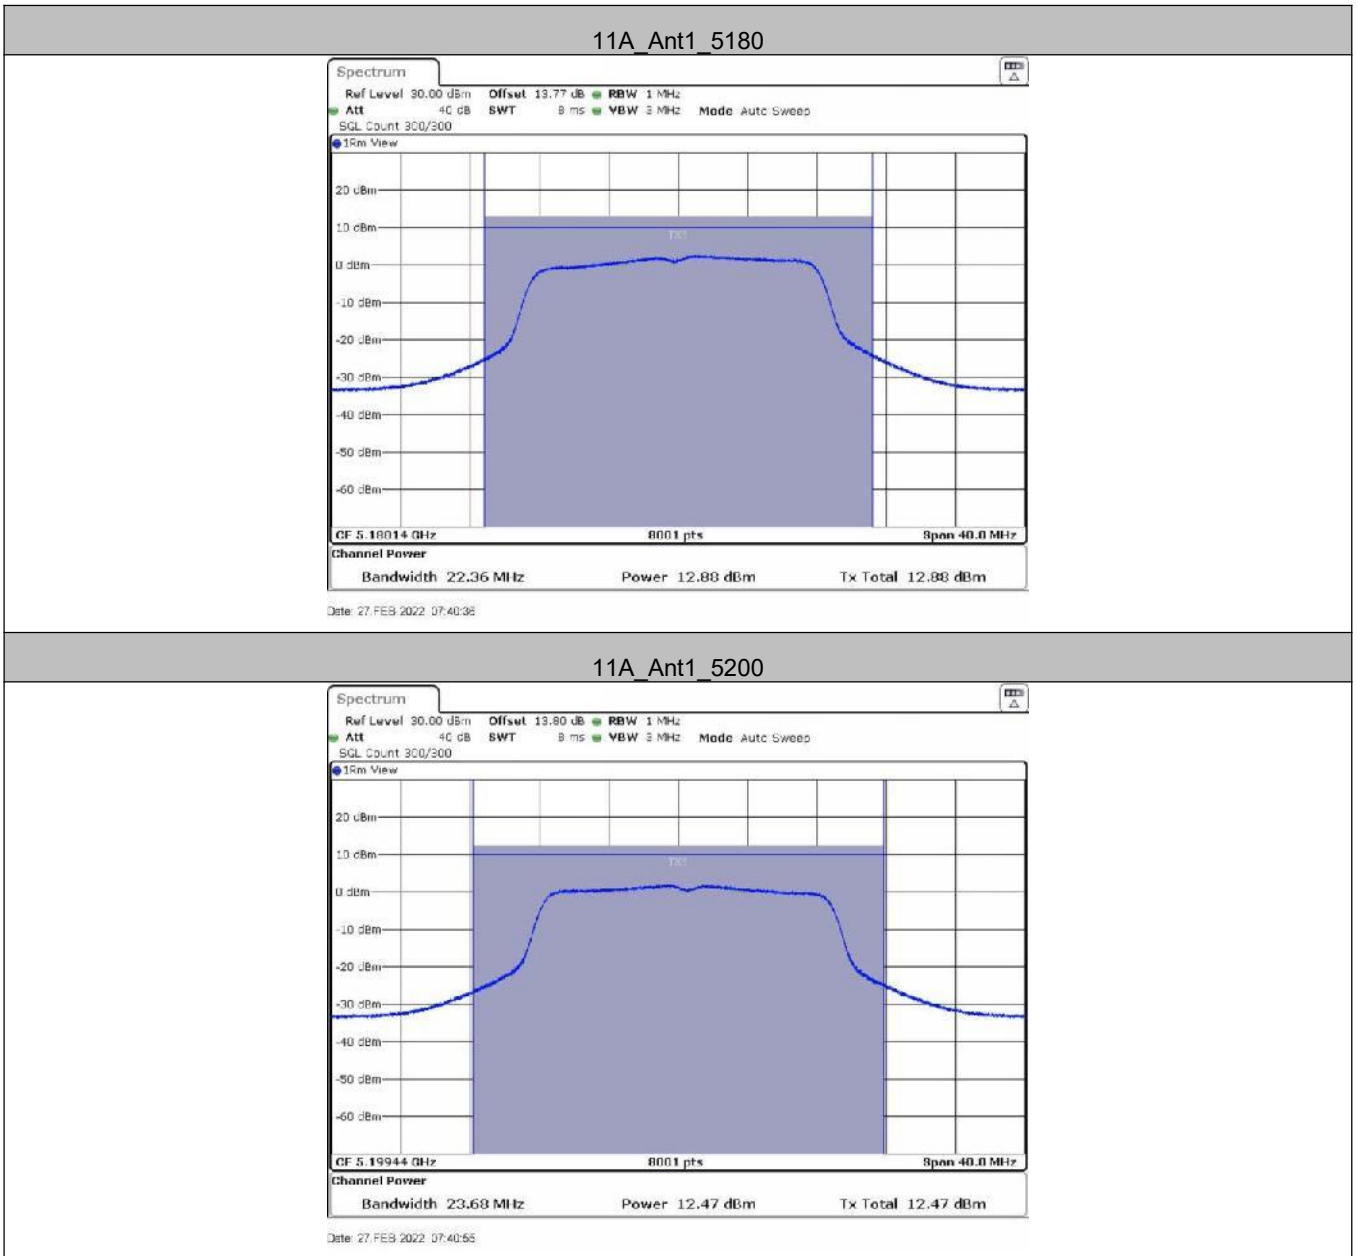 11A_Ant1_5180
Spectrum
Ref Level 30.00 dBm Offset 13.77 dB RBW 1 MHz
Att 40 dB SWT 8 ms VBW 3 MHz Mode Auto Sweep
SGL Count 300/300
1Rm View
20 dBm
10 dBm
TX1
0 dBm
-10 dBm
-20 dBm
-30 dBm
-40 dBm
-50 dBm
-60 dBm
CF 5.18014 GHz 8001 pts Span 40.0 MHz
Channel Power
Bandwidth 22.36 MHz Power 12.88 dBm Tx Total 12.88 dBm
Date: 27.FEB.2022 07:40:36
11A_Ant1_5200
Spectrum
Ref Level 30.00 dBm Offset 13.80 dB RBW 1 MHz
Att 40 dB SWT 8 ms VBW 3 MHz Mode Auto Sweep
SGL Count 300/300
1Rm View
20 dBm
10 dBm
TX1
0 dBm
-10 dBm
-20 dBm
-30 dBm
-40 dBm
-50 dBm
-60 dBm
CF 5.19944 GHz 8001 pts Span 40.0 MHz
Channel Power
Bandwidth 23.68 MHz Power 12.47 dBm Tx Total 12.47 dBm
Date: 27.FEB.2022 07:40:55